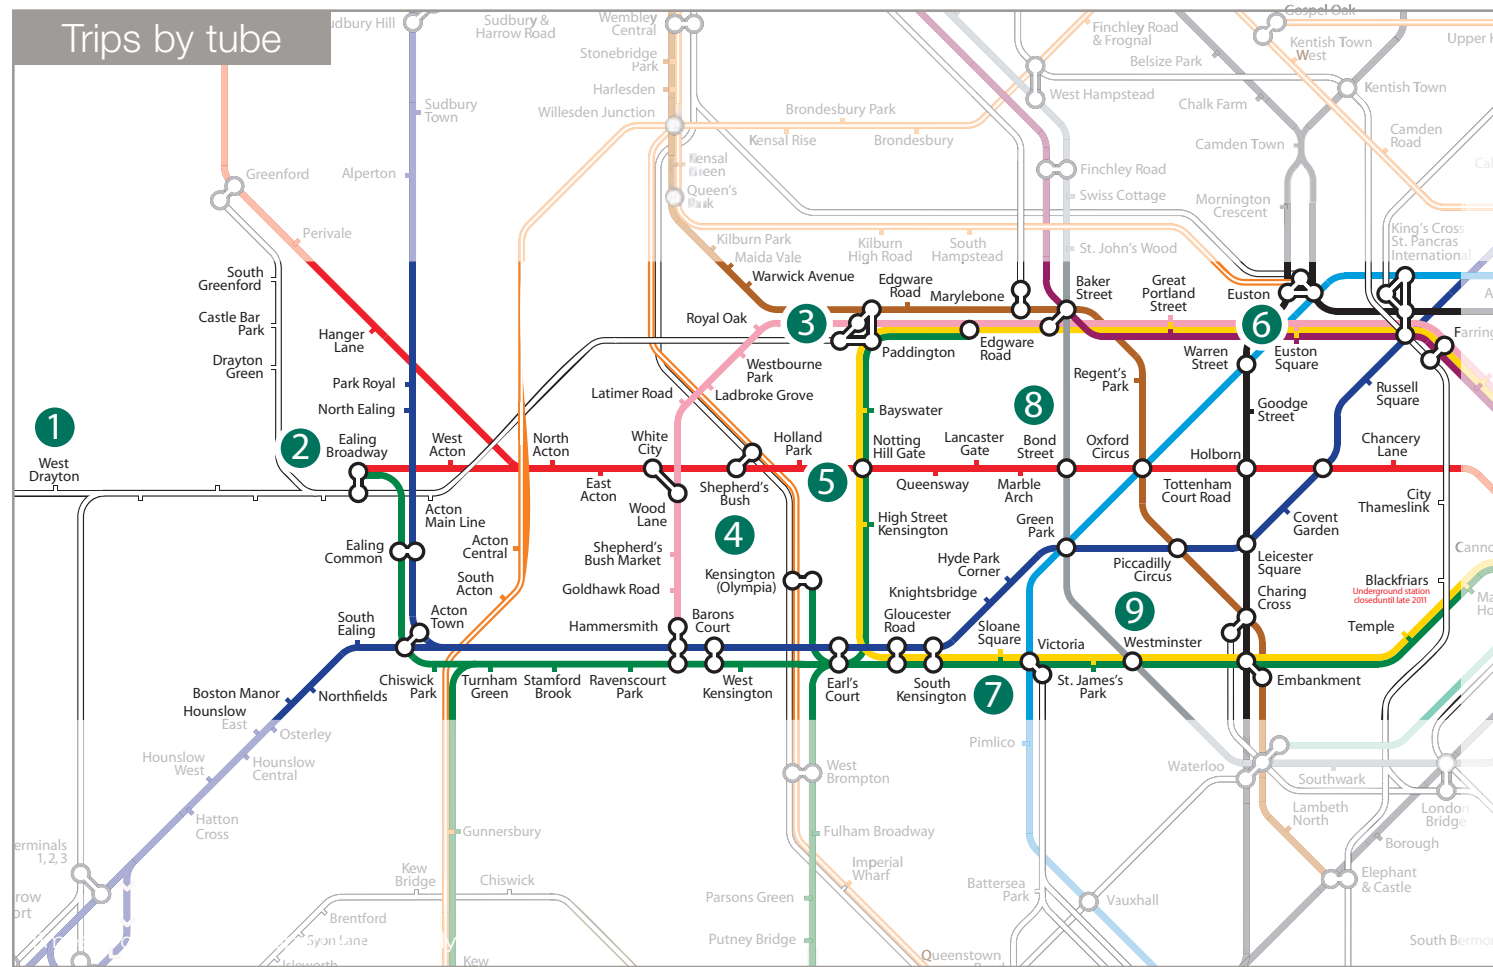 Trips by tube
Sudbury Hill
Sudbury &
Harrow Road
Wembley
Central
Stonebridge
Park
Harlesden
Willesden Junction
Sudbury
Town
Alperton
Greenford
Perivale
Brondesbury Park
Kensal Rise
Brondesbury
Kensal
Green
Queen's
Park
Finchley Road
& Frognal
Belsize Park
Gospel Oak
Kentish Town
West
Upper
West Hampstead
Chalk Farm
Kentish Town
Camden Town
Camden
Road
Finchley Road
Swiss Cottage
Mornington
Crescent
St. John's Wood
King's Cross
St. Pancras
International
Kilburn Park
Maida Vale
Warwick Avenue
Kilburn
High Road
South
Hampstead
South
Greenford
Castle Bar
Park
Drayton
Green
Hanger
Lane
Park Royal
North Ealing
Royal Oak
3
Edgware
Road
Marylebone
Baker
Street
Great
Portland
Street
Euston
6
Farring
Paddington
Edgware
Road
Warren
Street
Euston
Square
Westbourne
Park
Ladbroke Grove
Latimer Road
Regent's
Park
Russell
Square
1
West
Drayton
2
Ealing
Broadway
West
Acton
North
Acton
White
City
Holland
Park
Bayswater
8
Goodge
Street
Notting
Hill Gate
Lancaster
Gate
Bond
Street
Oxford
Circus
Holborn
Chancery
Lane
East
Acton
Shepherd's
Bush
5
Queensway
Marble
Arch
Tottenham
Court Road
City
Thameslink
Acton
Main Line
Wood
Lane
High Street
Kensington
Green
Park
Covent
Garden
Ealing
Common
Acton
Central
4
Shepherd's
Bush Market
Hyde Park
Corner
Piccadilly
Circus
Leicester
Square
Cannon
South
Acton
Goldhawk Road
Kensington
(Olympia)
Knightsbridge
Charing
Cross
Blackfriars
Underground station
closeduntil late 2011
South
Ealing
Acton
Town
Hammersmith
Barons
Court
Gloucester
Road
Sloane
Square
9
Victoria
Westminster
Temple
Boston Manor
Northfields
Chiswick
Park
Turnham
Green
Stamford
Brook
Ravenscourt
Park
West
Kensington
Earl's
Court
South
Kensington
7
St. James's
Park
Embankment
Hounslow
East
Osterley
Hounslow
West
Hounslow
Central
Hatton
Cross
Pimlico
Waterloo
Southwark
West
Brompton
Lambeth
North
London
Bridge
Gunnersbury
Fulham Broadway
Borough
erminals
1, 2, 3
Kew
Bridge
Chiswick
Imperial
Wharf
Battersea
Park
Vauxhall
Elephant
& Castle
Parsons Green
Brentford
Syon Lane
Isleworth
Kew
Putney Bridge
Queenstown
South Bermo